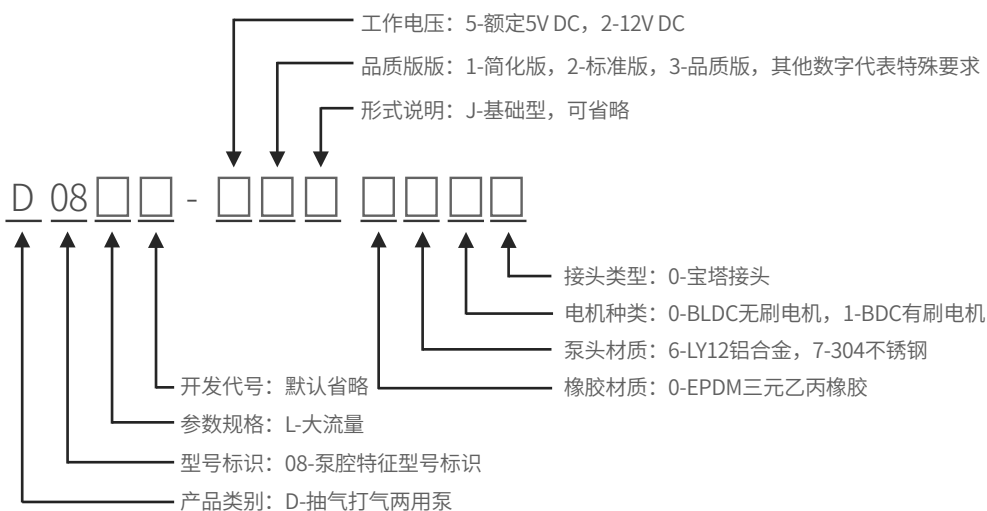 工作电压：5-额定5V DC，2-12V DC
品质版版：1-简化版，2-标准版，3-品质版，其他数字代表特殊要求
形式说明：J-基础型，可省略
D 08□□ - □□□ □□□□
接头类型：0-宝塔接头
电机种类：0-BLDC无刷电机，1-BDC有刷电机
泵头材质：6-LY12铝合金，7-304不锈钢
橡胶材质：0-EPDM三元乙丙橡胶
开发代号：默认省略
参数规格：L-大流量
型号标识：08-泵腔特征型号标识
产品类别：D-抽气打气两用泵